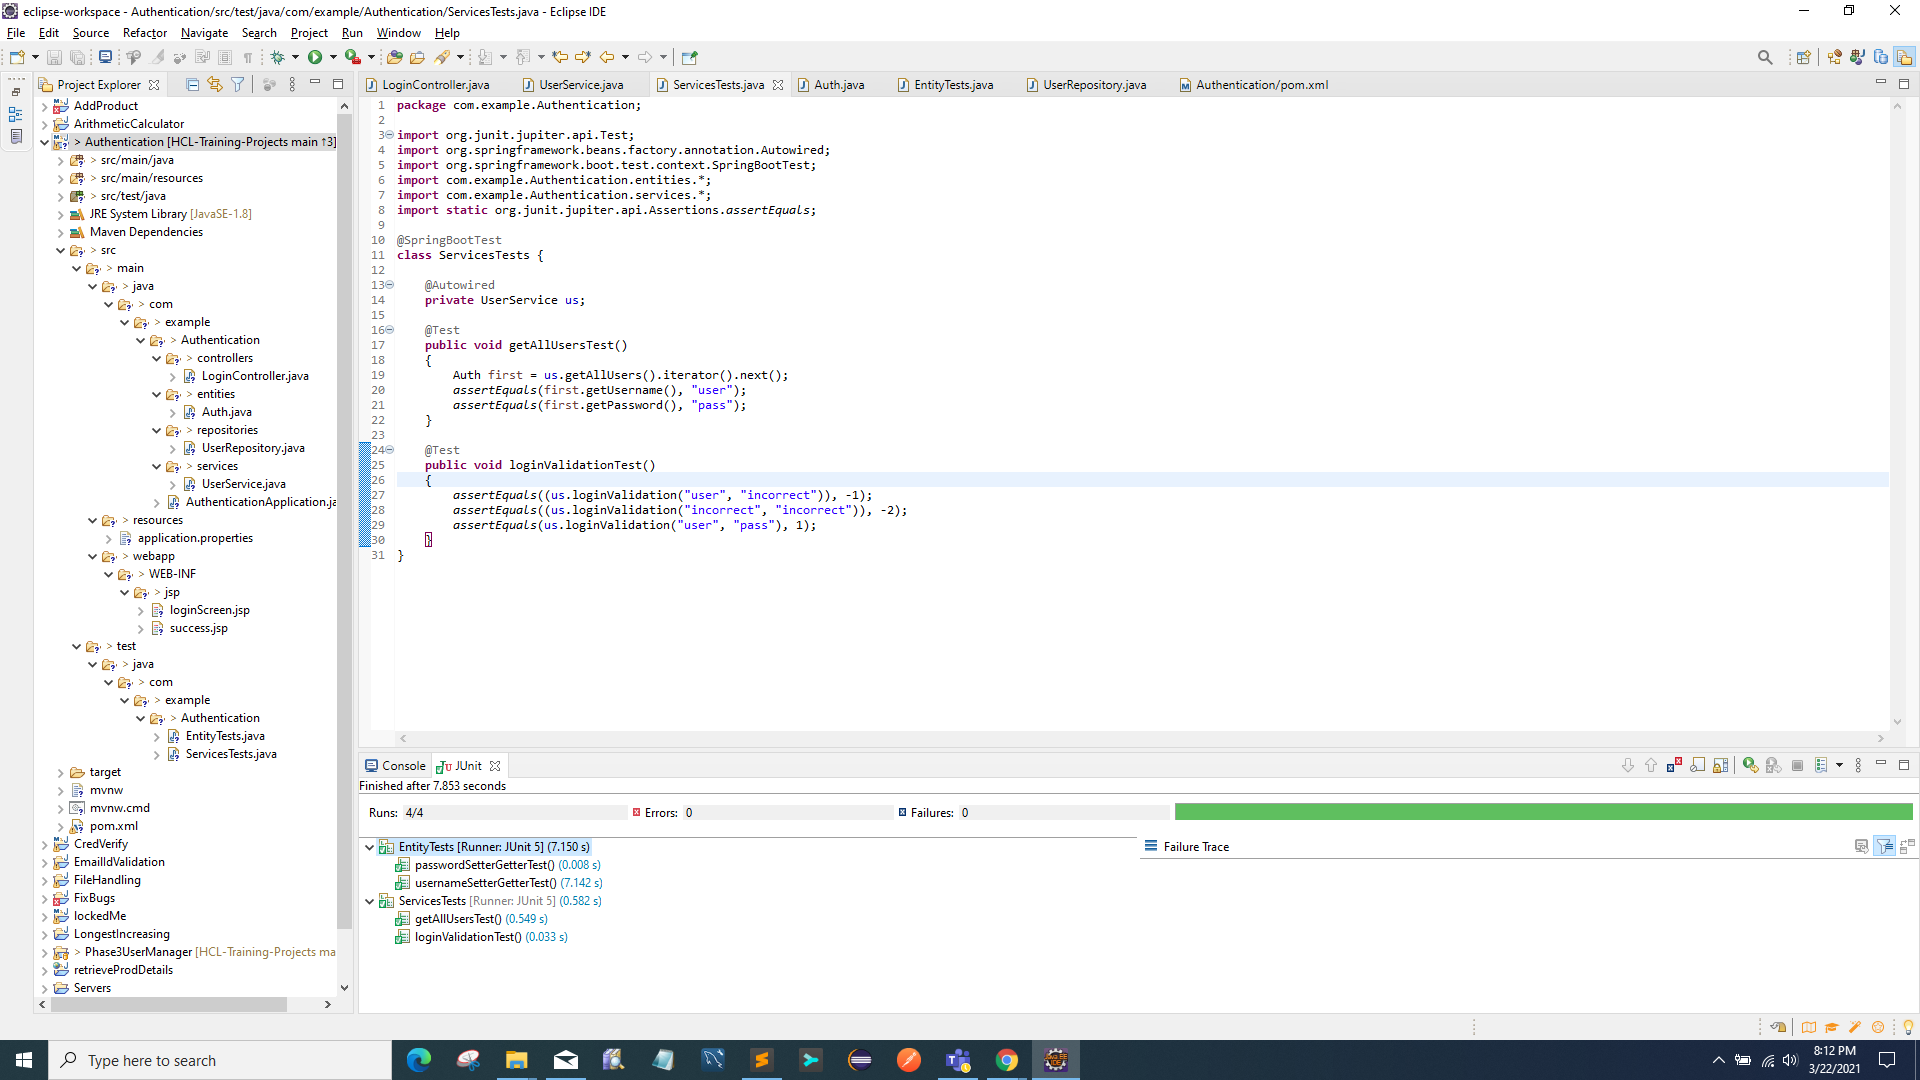 eclipse-workspace - Authentication/src/test/java/com/example/Authentication/ServicesTests.java - Eclipse IDE
File Edit Source Refactor Navigate Search Project Run Window Help
Project Explorer
AddProduct
ArithmeticCalculator
> Authentication [HCL-Training-Projects main ↑3]
> src/main/java
> src/main/resources
> src/test/java
JRE System Library [JavaSE-1.8]
Maven Dependencies
> src
> main
> java
> com
> example
> Authentication
> controllers
LoginController.java
> entities
Auth.java
> repositories
UserRepository.java
> services
UserService.java
AuthenticationApplication.ja
> resources
application.properties
> webapp
> WEB-INF
> jsp
loginScreen.jsp
success.jsp
> test
> java
> com
> example
> Authentication
EntityTests.java
ServicesTests.java
target
mvnw
mvnw.cmd
pom.xml
CredVerify
EmailIdValidation
FileHandling
FixBugs
lockedMe
LongestIncreasing
> Phase3UserManager [HCL-Training-Projects ma
retrieveProdDetails
Servers
LoginController.java UserService.java ServicesTests.java Auth.java EntityTests.java UserRepository.java Authentication/pom.xml
1 package com.example.Authentication;
2
3 import org.junit.jupiter.api.Test;
4 import org.springframework.beans.factory.annotation.Autowired;
5 import org.springframework.boot.test.context.SpringBootTest;
6 import com.example.Authentication.entities.*;
7 import com.example.Authentication.services.*;
8 import static org.junit.jupiter.api.Assertions.assertEquals;
9
10 @SpringBootTest
11 class ServicesTests {
12
13 @Autowired
14 private UserService us;
15
16 @Test
17 public void getAllUsersTest()
18 {
19 Auth first = us.getAllUsers().iterator().next();
20 assertEquals(first.getUsername(), "user");
21 assertEquals(first.getPassword(), "pass");
22 }
23
24 @Test
25 public void loginValidationTest()
26 {
27 assertEquals((us.loginValidation("user", "incorrect")), -1);
28 assertEquals((us.loginValidation("incorrect", "incorrect")), -2);
29 assertEquals(us.loginValidation("user", "pass"), 1);
30 }
31 }
Console JUnit
Finished after 7.853 seconds
Runs: 4/4 Errors: 0 Failures: 0
EntityTests [Runner: JUnit 5] (7.150 s)
passwordSetterGetterTest() (0.008 s)
usernameSetterGetterTest() (7.142 s)
ServicesTests [Runner: JUnit 5] (0.582 s)
getAllUsersTest() (0.549 s)
loginValidationTest() (0.033 s)
Failure Trace
Type here to search
8:12 PM
3/22/2021